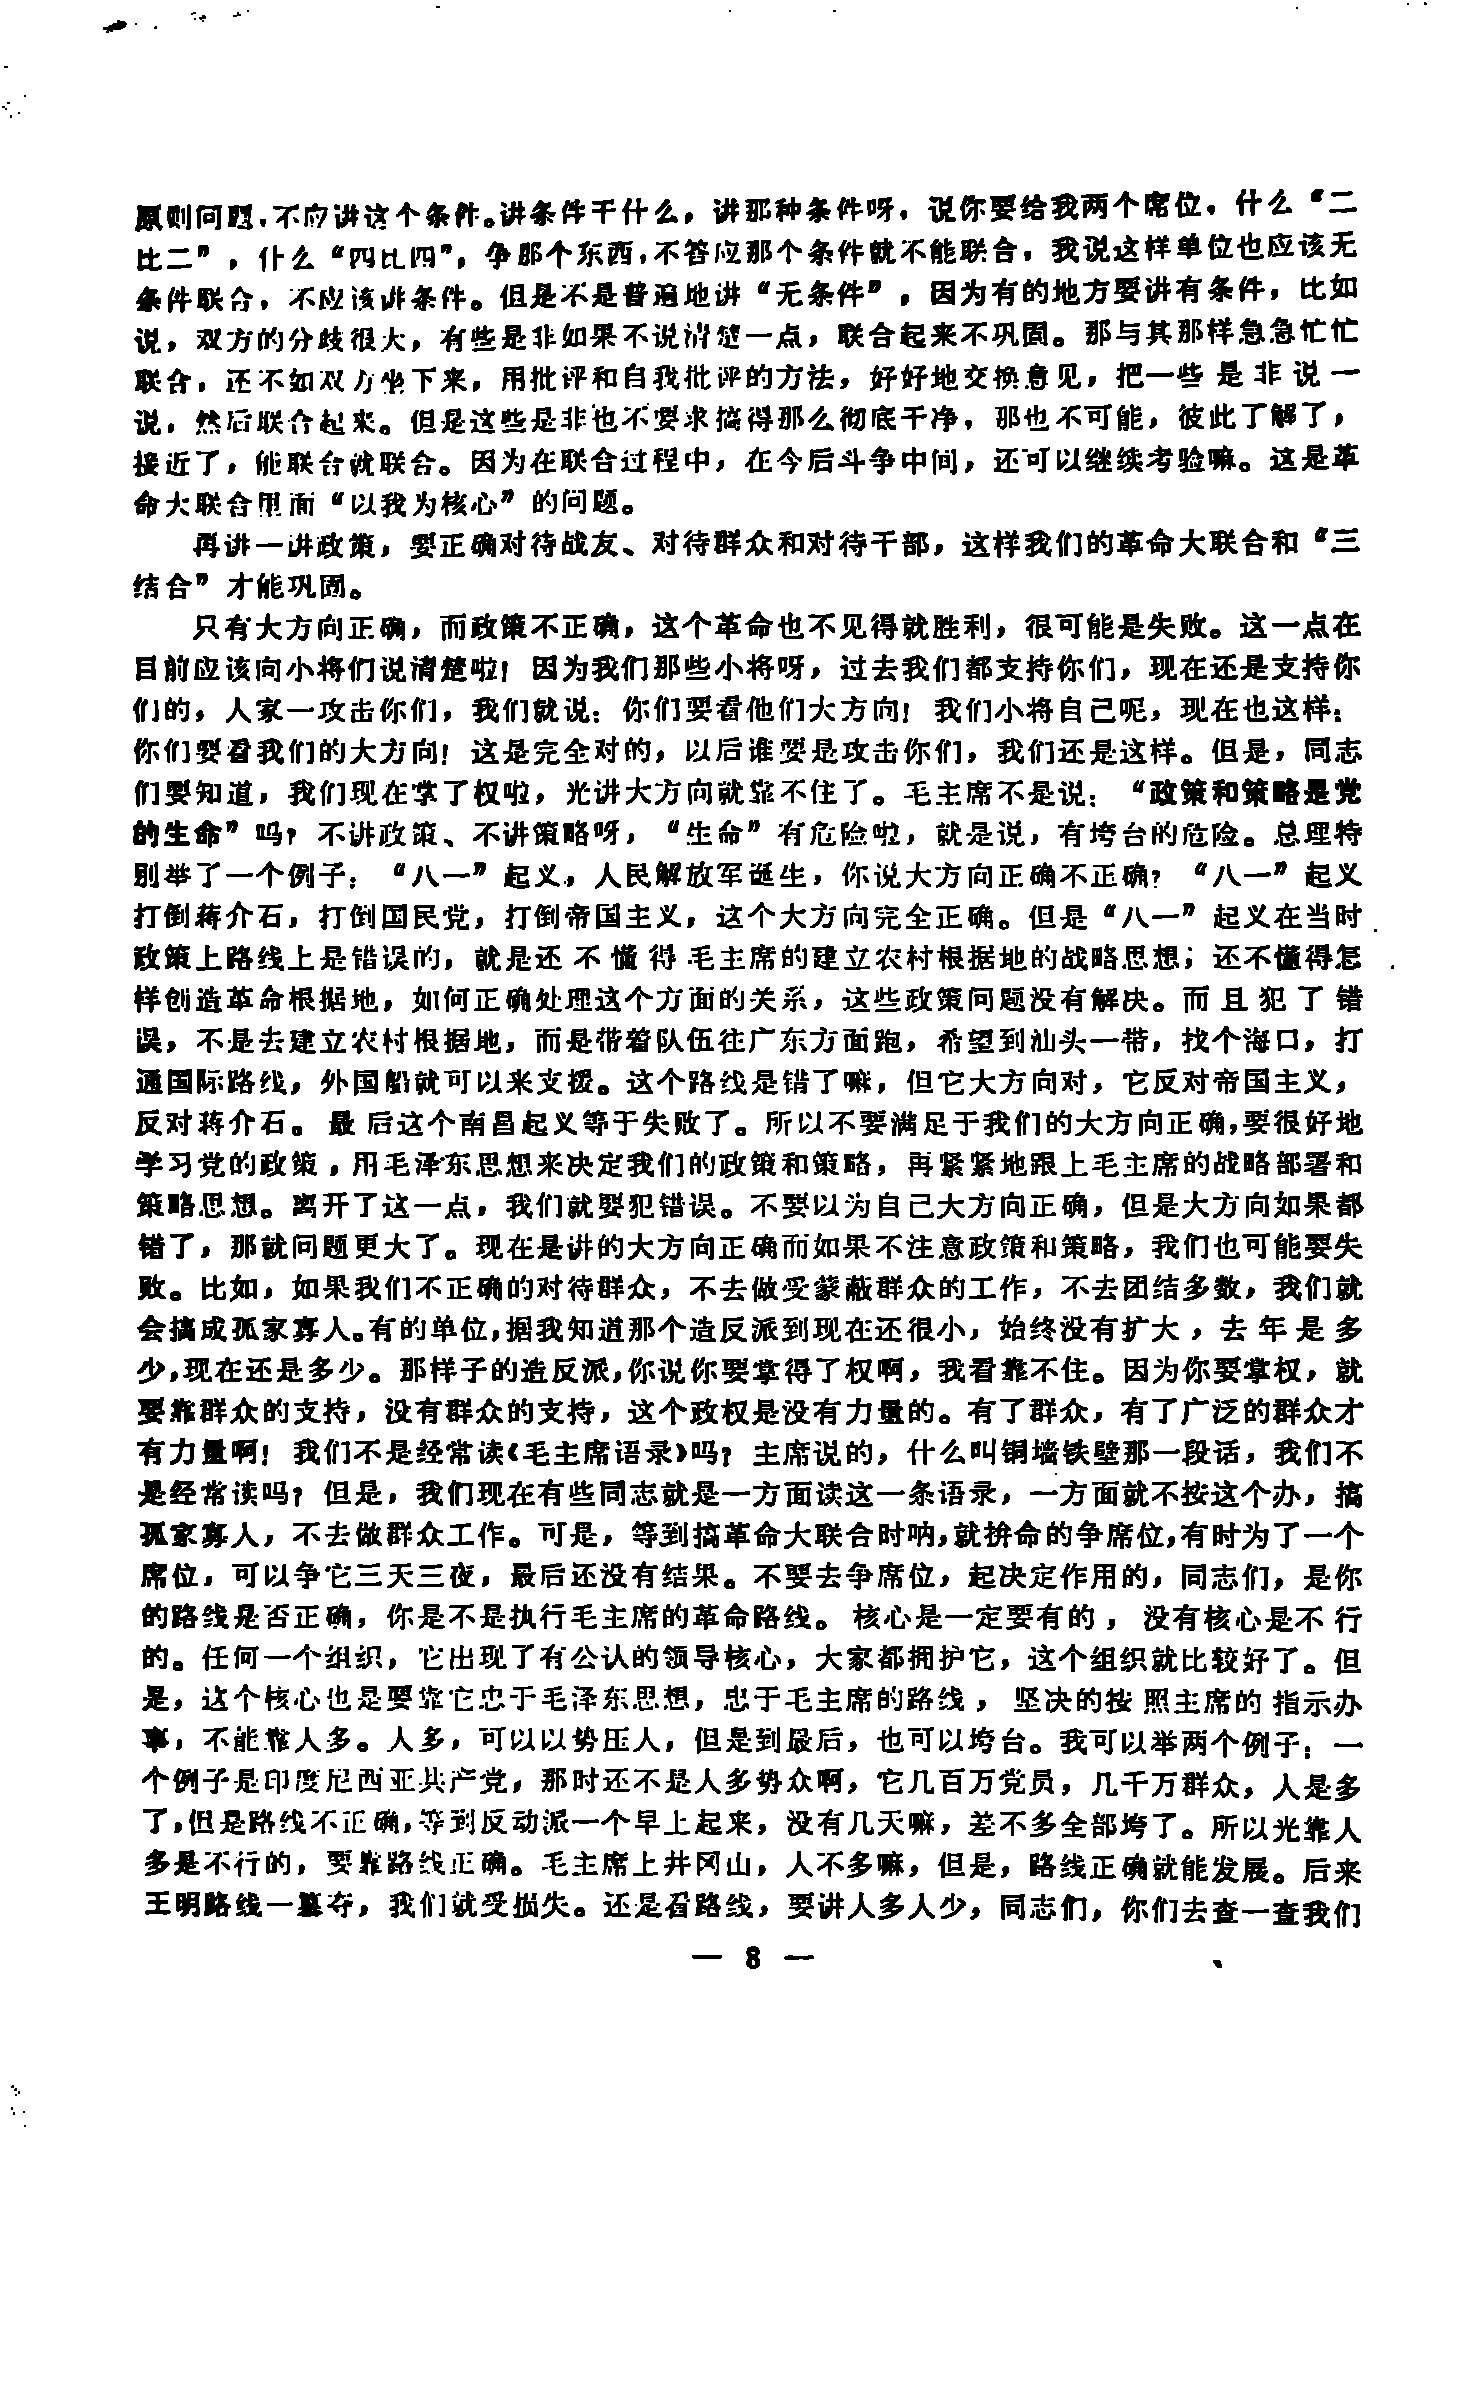 原则问题,不应讲这个条件。讲条件干什么,讲那种条件呀,说你要给我两个席位,什么“二
比二”,什么“四比四”,争那个东西,不答应那个条件就不能联合,我说这样单位也应该无
条件联合,不应该讲条件。但是不是普遍地讲“无条件”,因为有的地方要讲有条件,比如
说,双方的分歧很大,有些是非如果不说清楚一点,联合起来不巩固。那与其那样急急忙忙
联合,还不如双方坐下来,用批评和自我批评的方法,好好地交换意见,把一些是非说一
说,然后联合起来。但是这些是非也不要求搞得那么彻底干净,那也不可能,彼此了解了,
接近了,能联合就联合。因为在联合过程中,在今后斗争中间,还可以继续考验嘛。这是革
命大联合里面“以我为核心”的问题。
再讲一讲政策,要正确对待战友、对待群众和对待干部,这样我们的革命大联合和“三
结合”才能巩固。
只有大方向正确,而政策不正确,这个革命也不见得就胜利,很可能是失败。这一点在
目前应该向小将们说清楚啦!因为我们那些小将呀,过去我们都支持你们,现在还是支持你
们的,人家一攻击你们,我们就说:你们要看他们大方向!我们小将自己呢,现在也这样:
你们要看我们的大方向!这是完全对的,以后谁要是攻击你们,我们还是这样。但是,同志
们要知道,我们现在掌了权啦,光讲大方向就靠不住了。毛主席不是说:“政策和策略是党
的生命”吗?不讲政策、不讲策略呀,“生命”有危险啦,就是说,有垮台的危险。总理特
别举了一个例子:“八一”起义,人民解放军诞生,你说大方向正确不正确?“八一”起义
打倒蒋介石,打倒国民党,打倒帝国主义,这个大方向完全正确。但是“八一”起义在当时
政策上路线上是错误的,就是还不懂得毛主席的建立农村根据地的战略思想;还不懂得怎
样创造革命根据地,如何正确处理这个方面的关系,这些政策问题没有解决。而且犯了错
误,不是去建立农村根据地,而是带着队伍往广东方面跑,希望到汕头一带,找个海口,打
通国际路线,外国船就可以来支援。这个路线是错了嘛,但它大方向对,它反对帝国主义,
反对蒋介石。最后这个南昌起义等于失败了。所以不要满足于我们的大方向正确,要很好地
学习党的政策,用毛泽东思想来决定我们的政策和策略,再紧紧地跟上毛主席的战略部署和
策略思想。离开了这一点,我们就要犯错误。不要以为自己大方向正确,但是大方向如果都
错了,那就问题更大了。现在是讲的大方向正确而如果不注意政策和策略,我们也可能要失
败。比如,如果我们不正确的对待群众,不去做受蒙蔽群众的工作,不去团结多数,我们就
会搞成孤家寡人。有的单位,据我知道那个造反派到现在还很小,始终没有扩大,去年是多
少,现在还是多少。那样子的造反派,你说你要掌得了权啊,我看靠不住。因为你要掌权,就
要靠群众的支持,没有群众的支持,这个政权是没有力量的。有了群众,有了广泛的群众才
有力量啊!我们不是经常读《毛主席语录》吗?主席说的,什么叫铜墙铁壁那一段话,我们不
是经常读吗?但是,我们现在有些同志就是一方面读这一条语录,一方面就不按这个办,搞
孤家寡人,不去做群众工作。可是,等到搞革命大联合时呐,就拚命的争席位,有时为了一个
席位,可以争它三天三夜,最后还没有结果。不要去争席位,起决定作用的,同志们,是你
的路线是否正确,你是不是执行毛主席的革命路线。核心是一定要有的,没有核心是不行
的。任何一个组织,它出现了有公认的领导核心,大家都拥护它,这个组织就比较好了。但
是,这个核心也是要靠它忠于毛泽东思想,忠于毛主席的路线,坚决的按照主席的指示办
事,不能靠人多。人多,可以以势压人,但是到最后,也可以垮台。我可以举两个例子:一
个例子是印度尼西亚共产党,那时还不是人多势众啊,它几百万党员,几千万群众,人是多
了,但是路线不正确,等到反动派一个早上起来,没有几天嘛,差不多全部垮了。所以光靠人
多是不行的,要靠路线正确。毛主席上井冈山,人不多嘛,但是,路线正确就能发展。后来
王明路线一篡夺,我们就受损失。还是看路线,要讲人多人少,同志们,你们去查一查我们
— 8 —